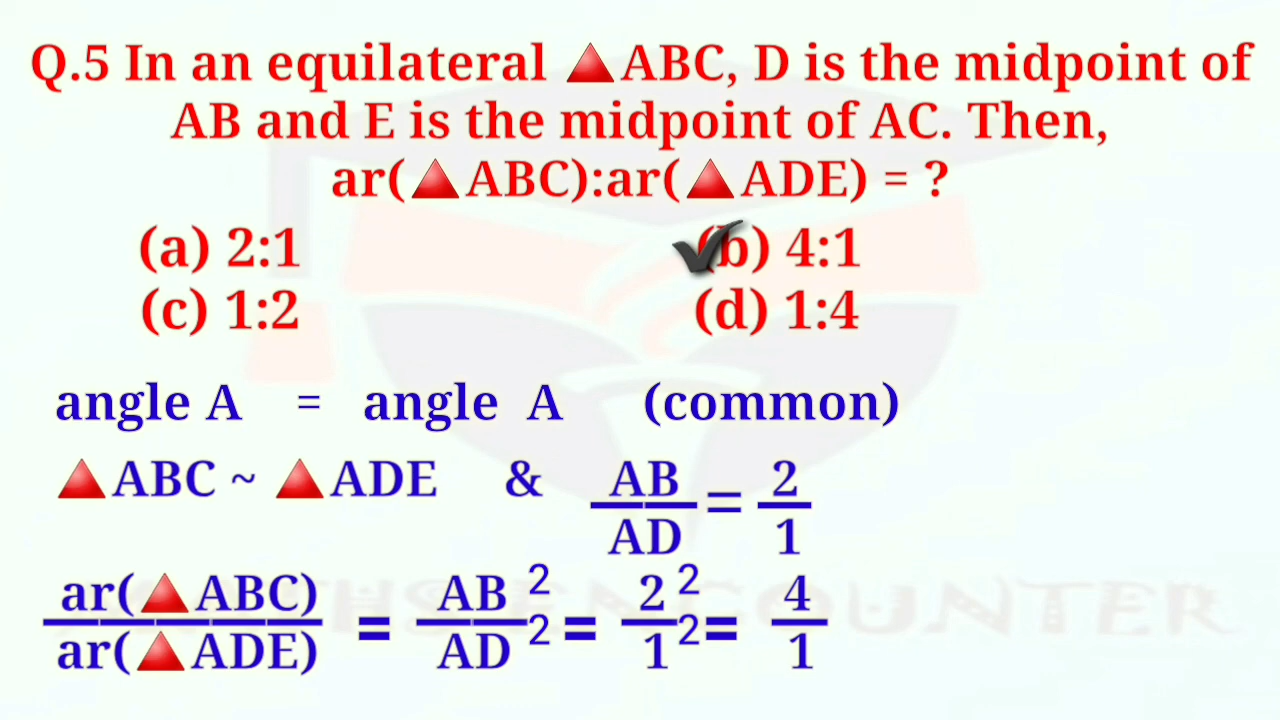 Q.5 In an equilateral 🔺ABC, D is the midpoint of
AB and E is the midpoint of AC. Then,
ar(🔺ABC):ar(🔺ADE) = ?
(a) 2:1 (b) 4:1
(c) 1:2 (d) 1:4
angle A = angle A (common)
🔺ABC ~ 🔺ADE & AB/AD = 2/1
ar(🔺ABC)/ar(🔺ADE) = AB²/AD² = 2²/1² = 4/1
MATHS ENCOUNTER